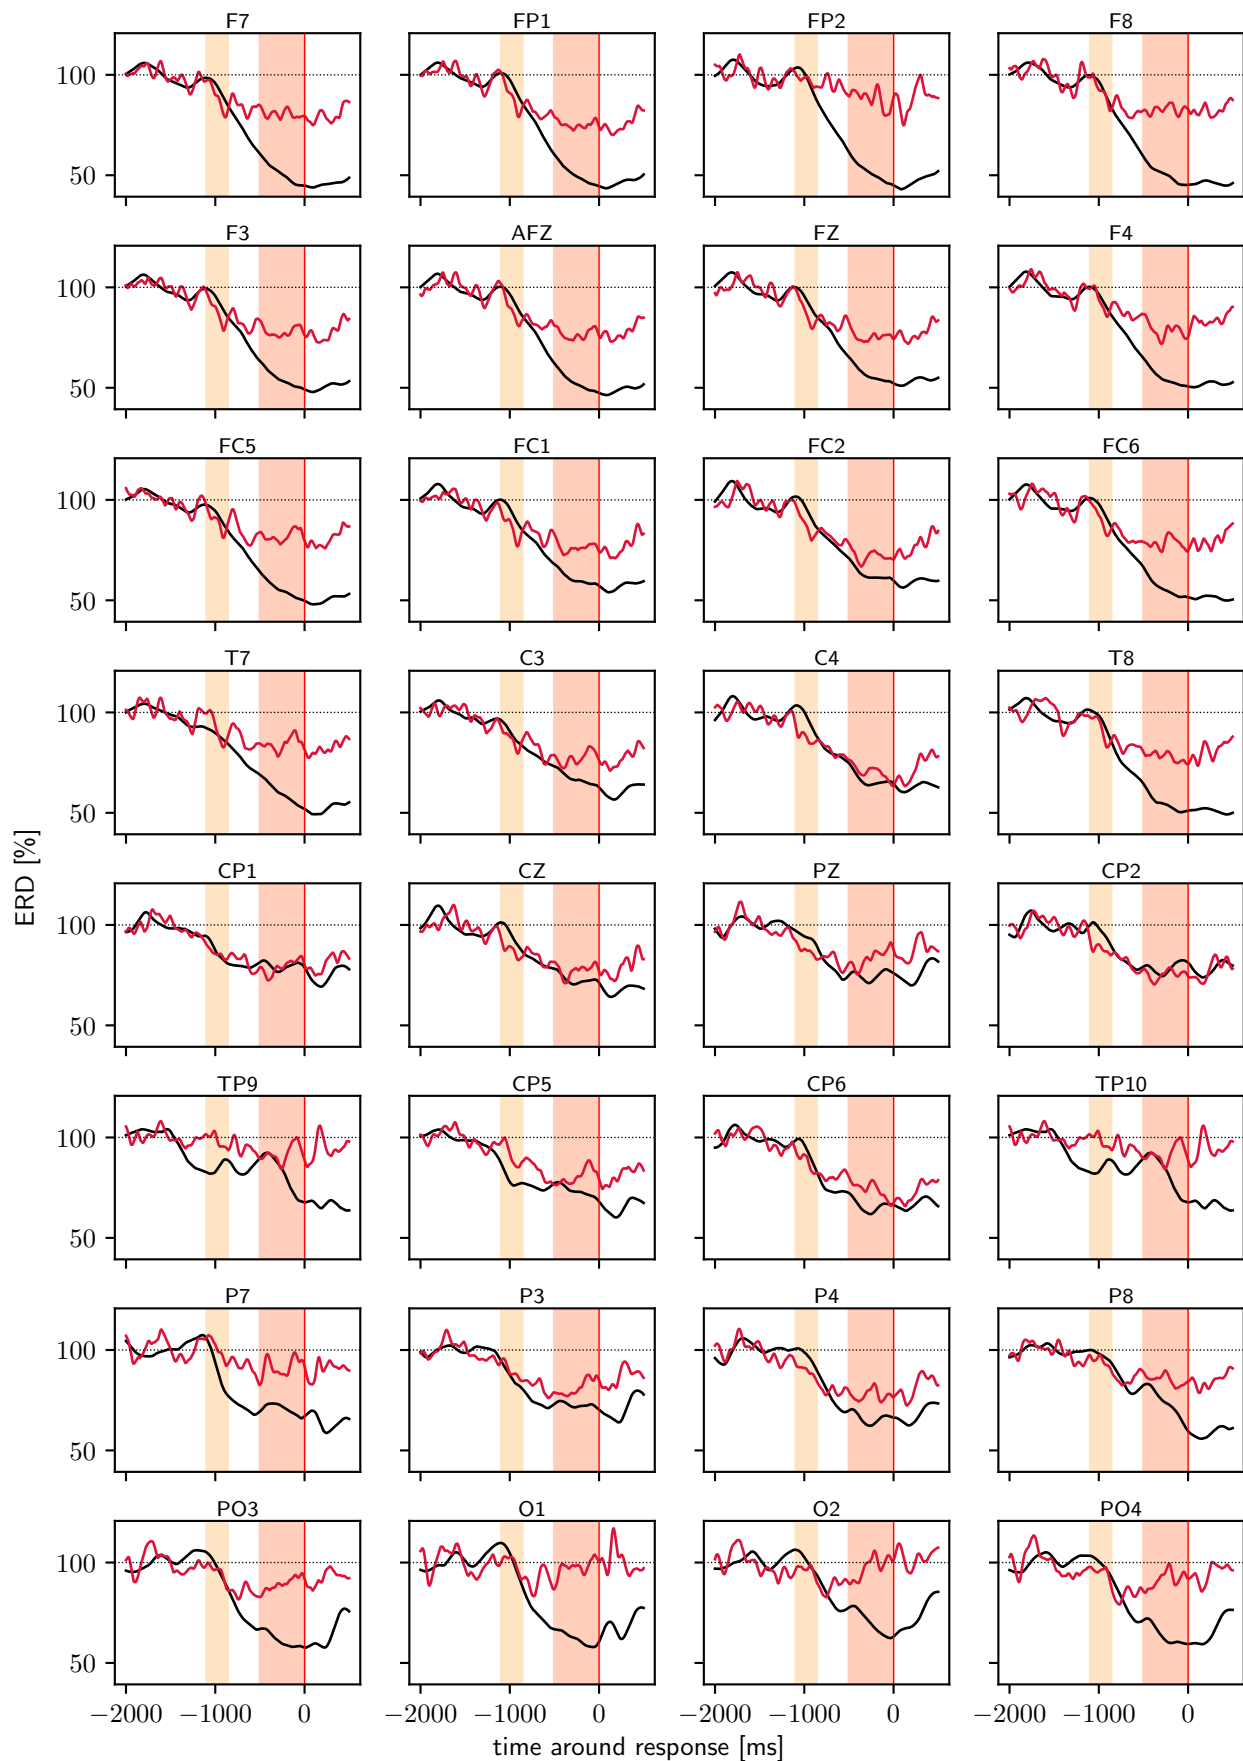 F7 FP1 FP2 F8
100
50
F3 AFZ FZ F4
100
50
FC5 FC1 FC2 FC6
100
50
T7 C3 C4 T8
100
50
ERD [%]
CP1 CZ PZ CP2
100
50
TP9 CP5 CP6 TP10
100
50
P7 P3 P4 P8
100
50
PO3 O1 O2 PO4
100
50
−2000 −1000 0 −2000 −1000 0 −2000 −1000 0 −2000 −1000 0
time around response [ms]